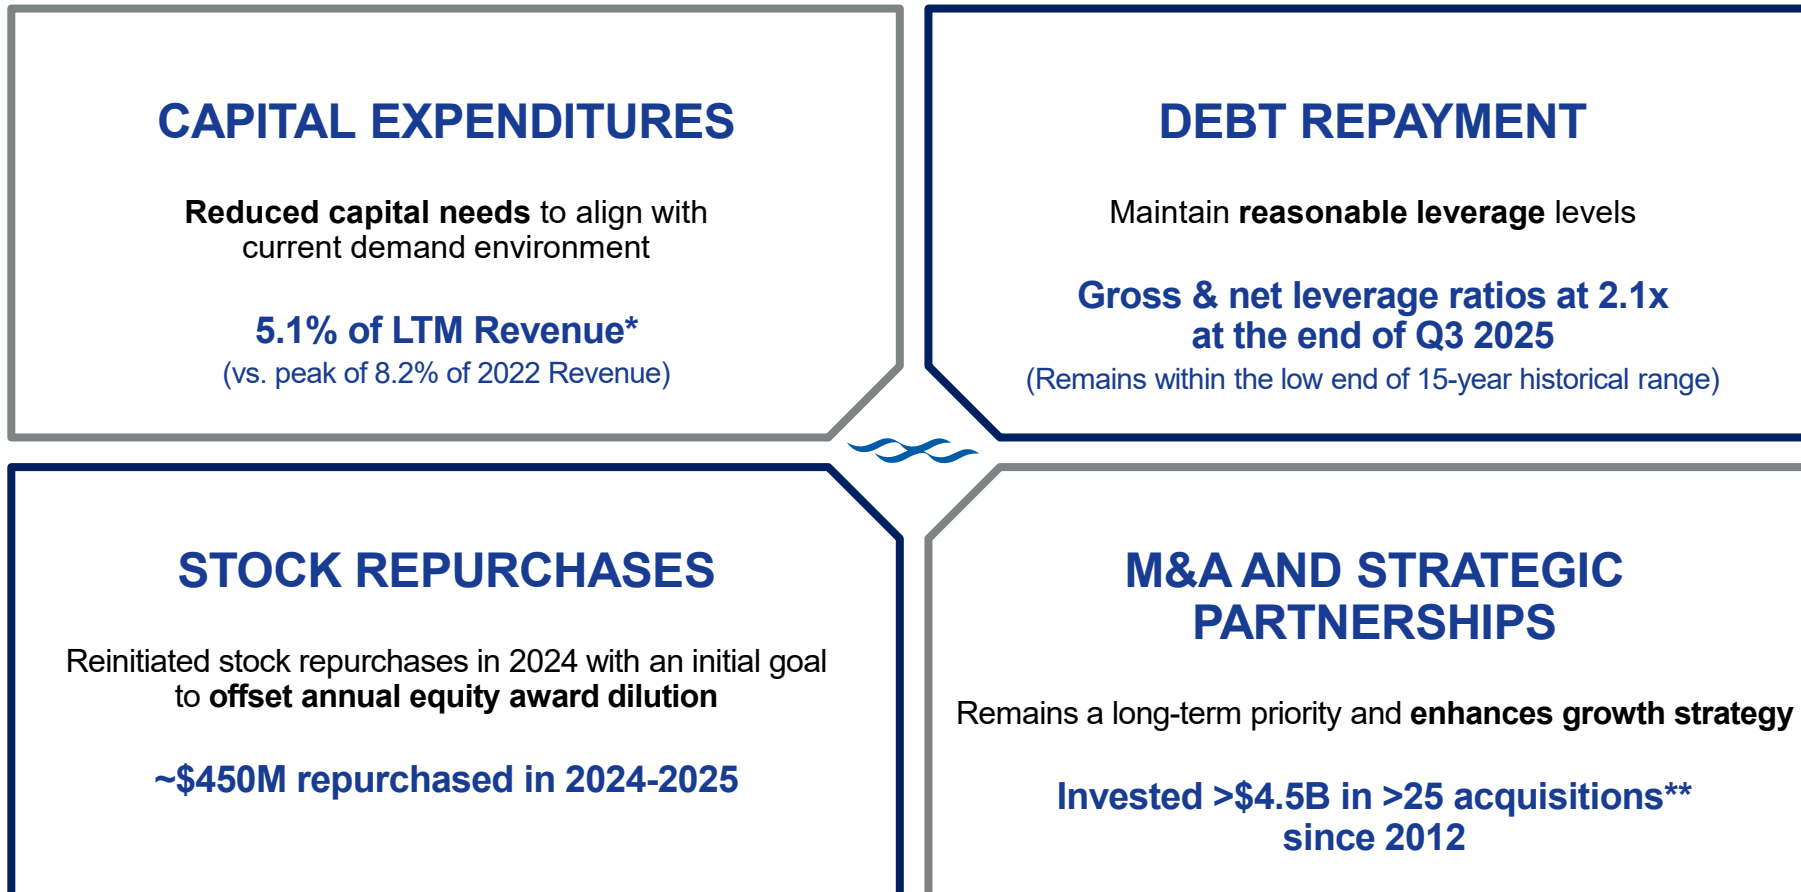 CAPITAL EXPENDITURES
Reduced capital needs to align with
current demand environment
5.1% of LTM Revenue*
(vs. peak of 8.2% of 2022 Revenue)
DEBT REPAYMENT
Maintain reasonable leverage levels
Gross & net leverage ratios at 2.1x
at the end of Q3 2025
(Remains within the low end of 15-year historical range)
STOCK REPURCHASES
Reinitiated stock repurchases in 2024 with an initial goal
to offset annual equity award dilution
~$450M repurchased in 2024-2025
M&A AND STRATEGIC
PARTNERSHIPS
Remains a long-term priority and enhances growth strategy
Invested >$4.5B in >25 acquisitions**
since 2012